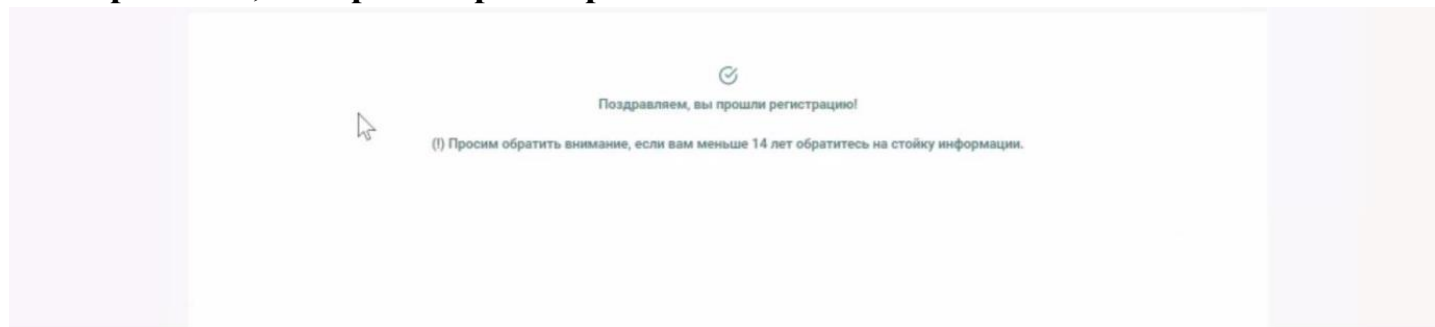 Поздравляем, вы прошли регистрацию!
(!) Просим обратить внимание, если вам меньше 14 лет обратитесь на стойку информации.